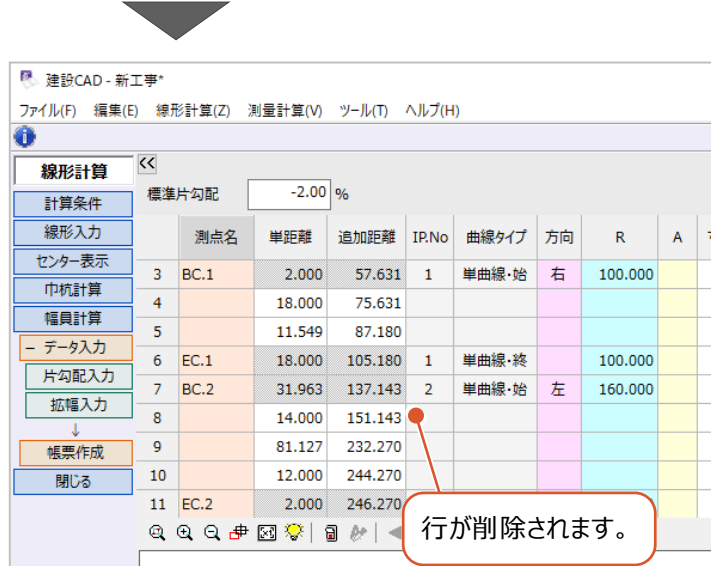 建設CAD - 新工事*
ファイル(F) 編集(E) 線形計算(Z) 測量計算(V) ツール(T) ヘルプ(H)
線形計算
<<
計算条件
線形入力
センター表示
巾杭計算
幅員計算
− データ入力
片勾配入力
拡幅入力
↓
帳票作成
閉じる
標準片勾配 -2.00 %
測点名 単距離 追加距離 IP.No 曲線タイプ 方向 R A
3 BC.1 2.000 57.631 1 単曲線・始 右 100.000
4 18.000 75.631
5 11.549 87.180
6 EC.1 18.000 105.180 1 単曲線・終 100.000
7 BC.2 31.963 137.143 2 単曲線・始 左 160.000
8 14.000 151.143
9 81.127 232.270
10 12.000 244.270
11 EC.2 2.000 246.270
行が削除されます。